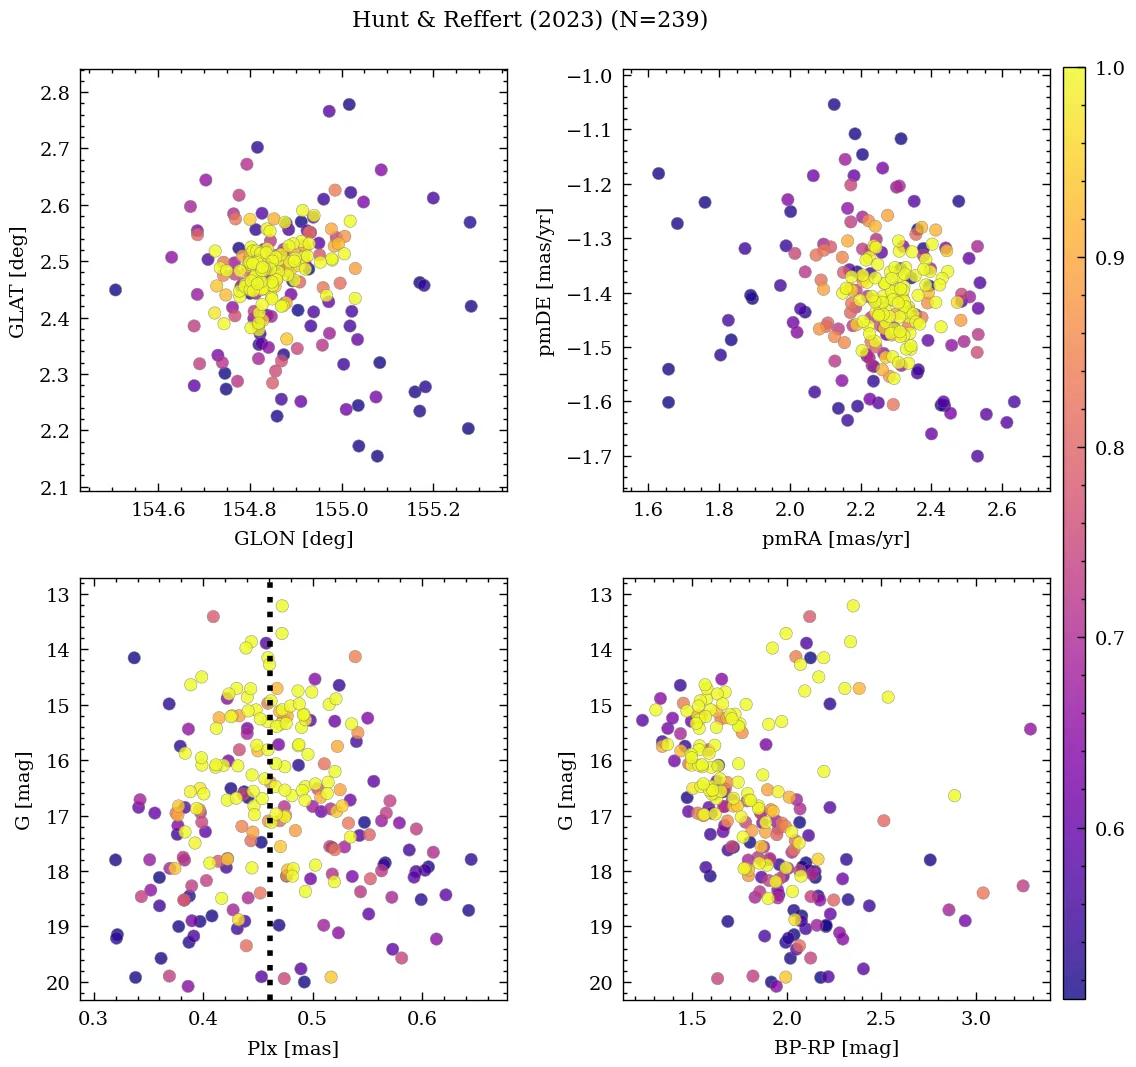 Hunt & Reffert (2023) (N=239)
2.8
2.7
2.6
2.5
2.4
2.3
2.2
2.1
GLAT [deg]
154.6 154.8 155.0 155.2
GLON [deg]
−1.0
−1.1
−1.2
−1.3
−1.4
−1.5
−1.6
−1.7
pmDE [mas/yr]
1.6 1.8 2.0 2.2 2.4 2.6
pmRA [mas/yr]
1.0
0.9
0.8
0.7
0.6
13
14
15
16
17
18
19
20
G [mag]
0.3 0.4 0.5 0.6
Plx [mas]
13
14
15
16
17
18
19
20
G [mag]
1.5 2.0 2.5 3.0
BP-RP [mag]